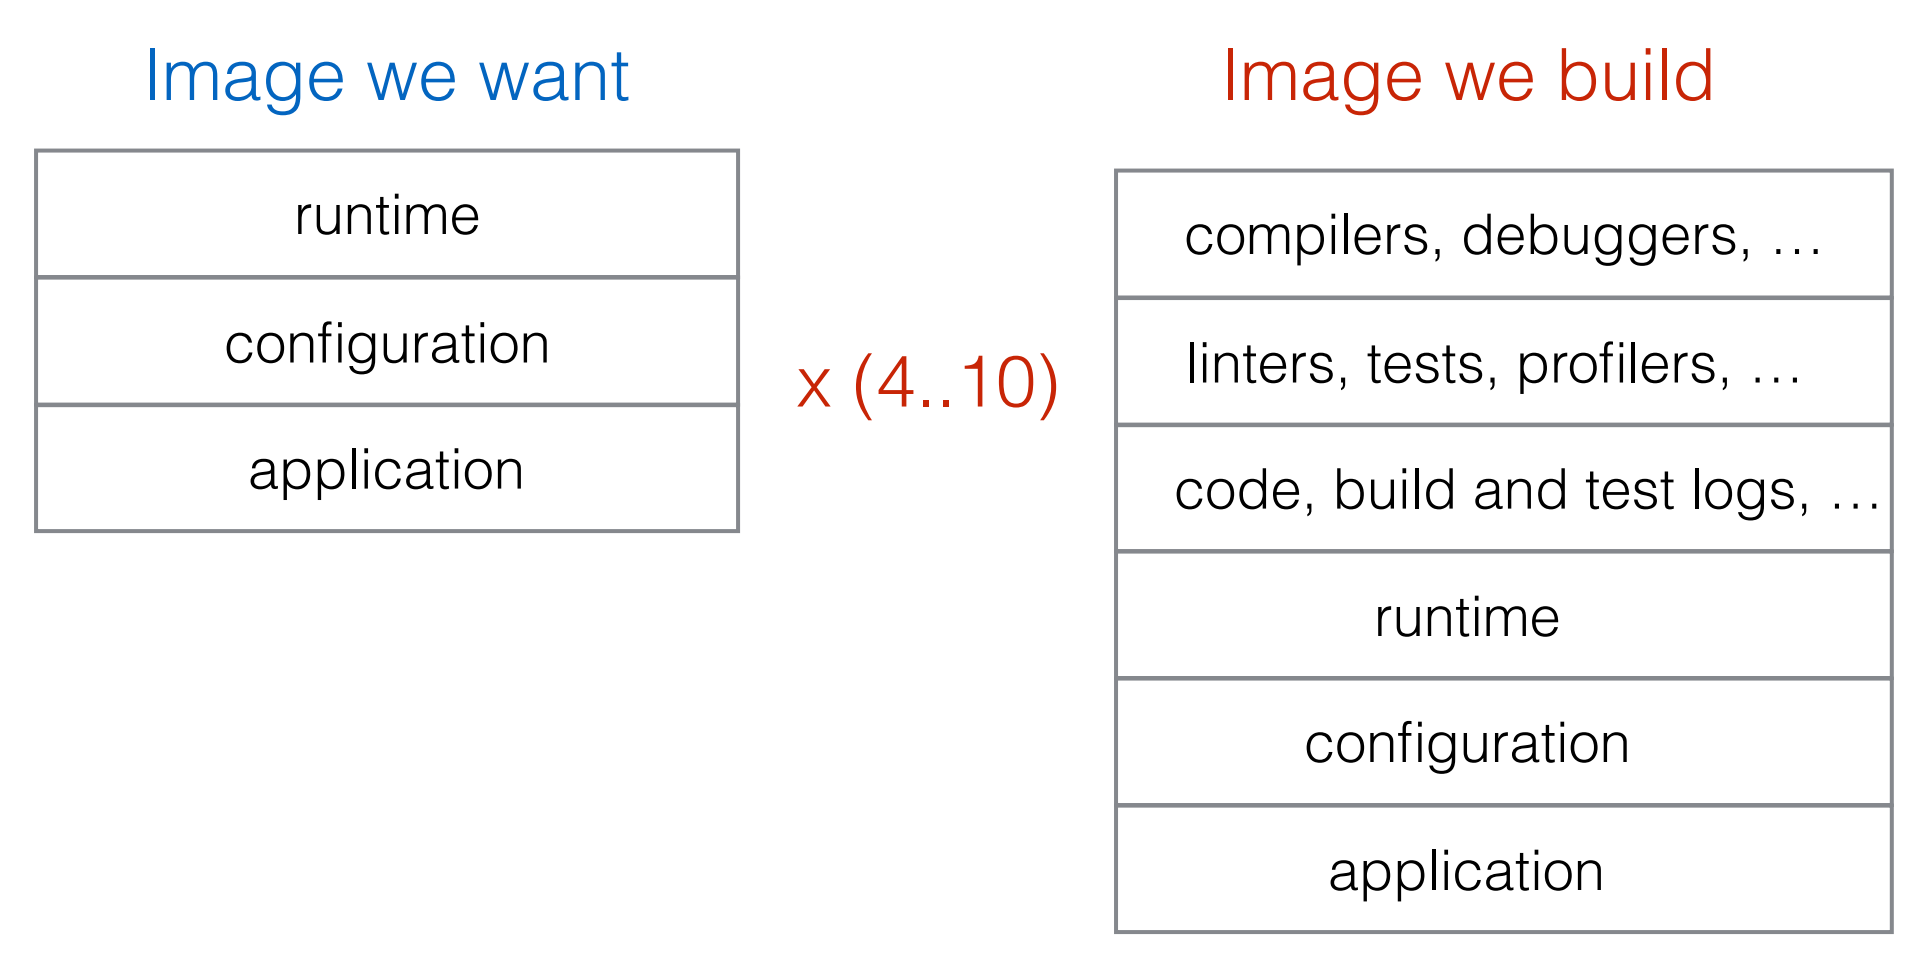 Image we want
runtime
configuration
application
x (4..10)
Image we build
compilers, debuggers, …
linters, tests, profilers, …
code, build and test logs, …
runtime
configuration
application